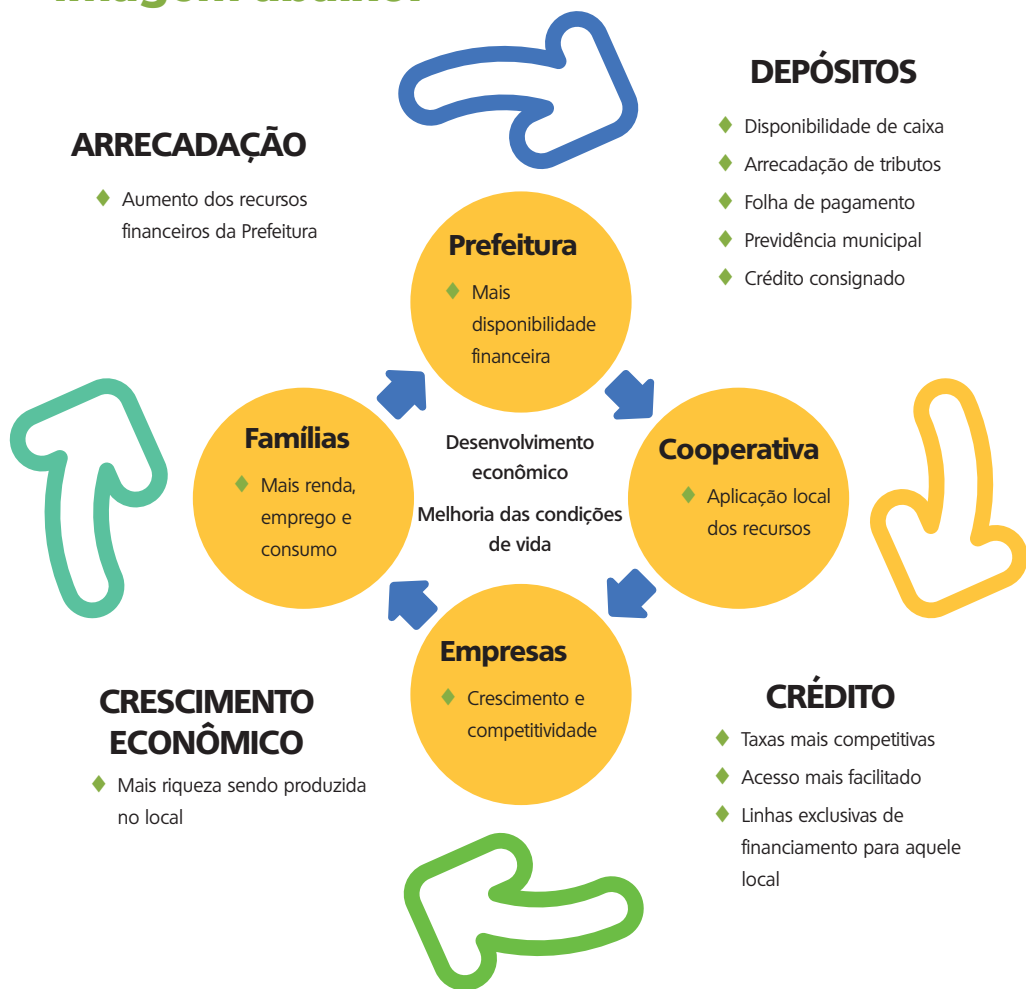 DEPÓSITOS
Disponibilidade de caixa
Arrecadação de tributos
Folha de pagamento
Previdência municipal
Crédito consignado
ARRECADAÇÃO
Aumento dos recursos
financeiros da Prefeitura
Prefeitura
Mais
disponibilidade
financeira
Famílias
Mais renda,
emprego e
consumo
Desenvolvimento
econômico
Melhoria das condições
de vida
Cooperativa
Aplicação local
dos recursos
Empresas
Crescimento e
competitividade
CRESCIMENTO
ECONÔMICO
Mais riqueza sendo produzida
no local
CRÉDITO
Taxas mais competitivas
Acesso mais facilitado
Linhas exclusivas de
financiamento para aquele
local